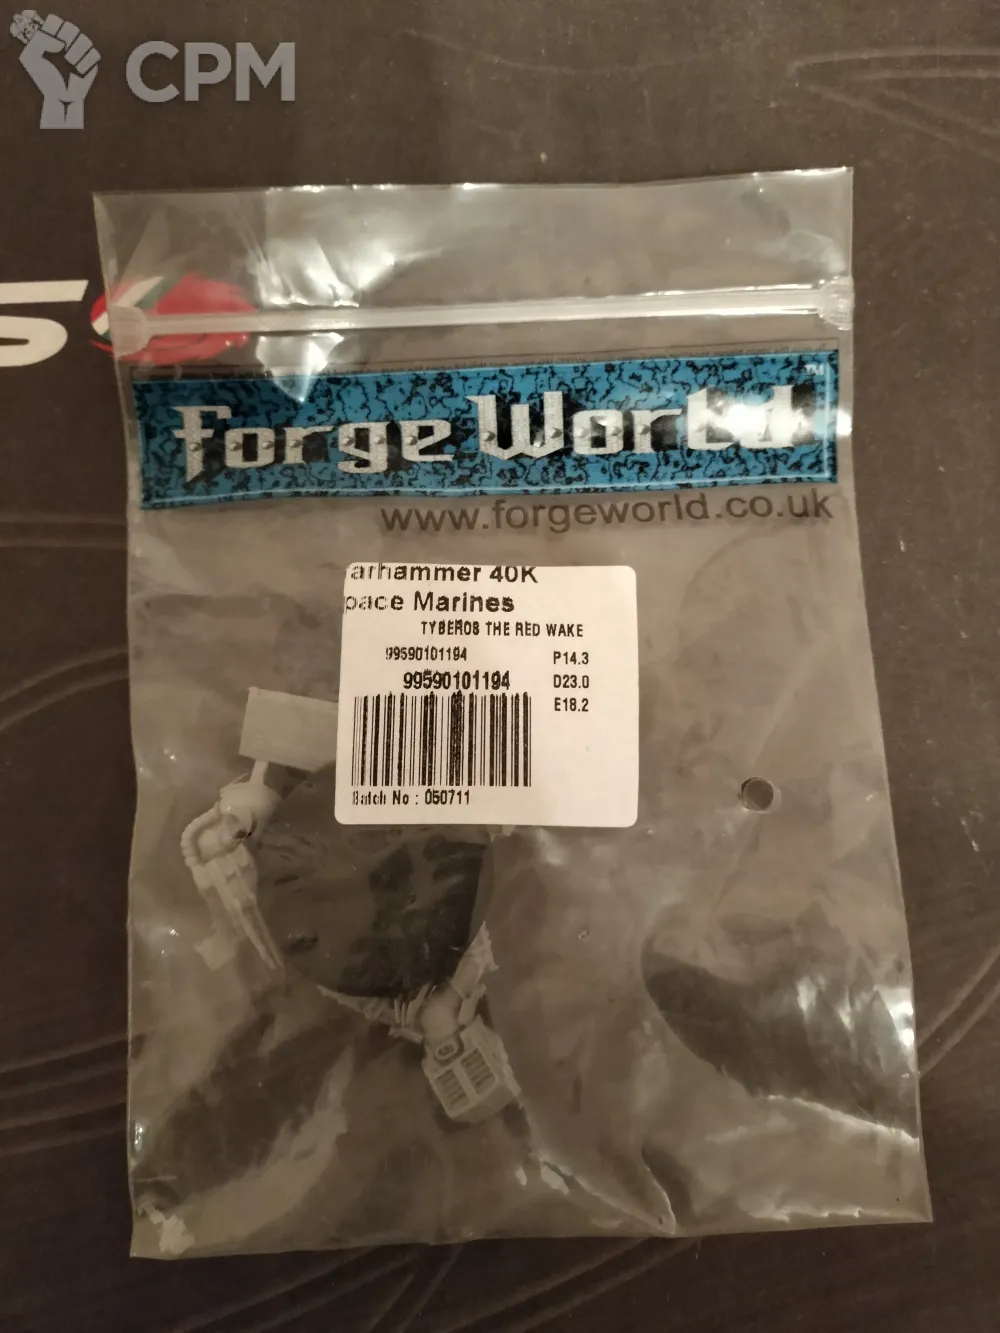 CPM
Forge World™
www.forgeworld.co.uk
arhammer 40K
pace Marines
TYBEROS THE RED WAKE
99590101194 P14.3
99590101194 D23.0
E18.2
Batch No : 050711